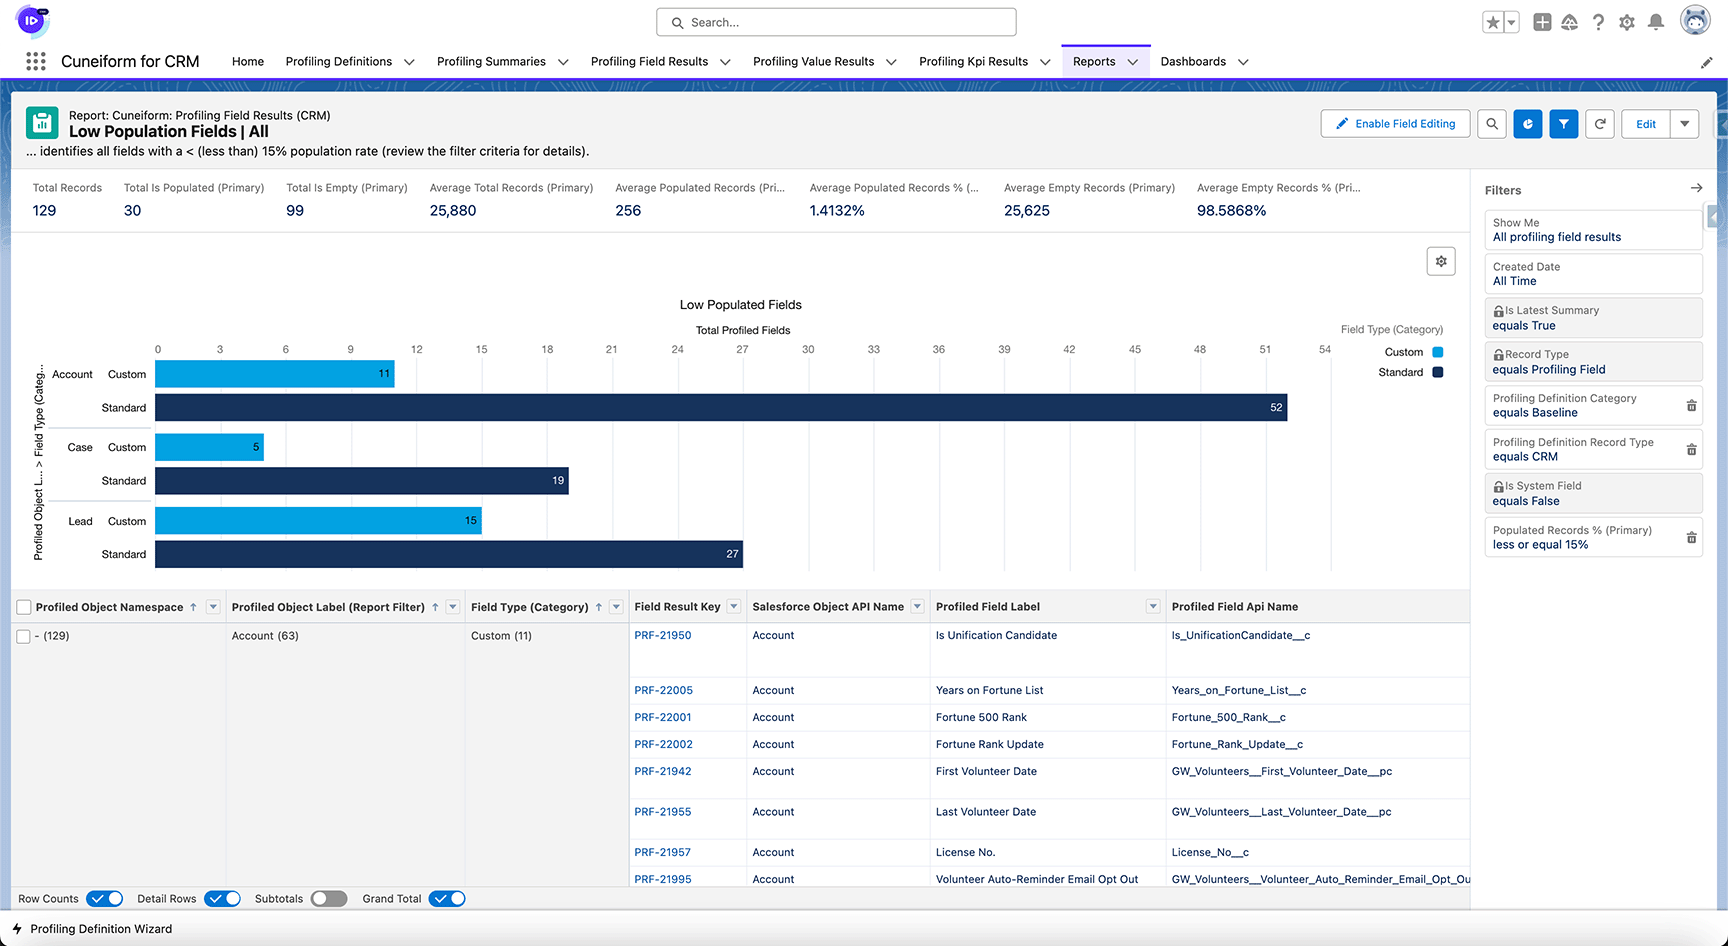 Search...
Cuneiform for CRM
Home
Profiling Definitions
Profiling Summaries
Profiling Field Results
Profiling Value Results
Profiling Kpi Results
Reports
Dashboards
Report: Cuneiform: Profiling Field Results (CRM)
Low Population Fields | All
... identifies all fields with a < (less than) 15% population rate (review the filter criteria for details).
Enable Field Editing
Edit
Total Records
129
Total Is Populated (Primary)
30
Total Is Empty (Primary)
99
Average Total Records (Primary)
25,880
Average Populated Records (Pri...
256
Average Populated Records % (...
1.4132%
Average Empty Records (Primary)
25,625
Average Empty Records % (Pri...
98.5868%
Low Populated Fields
Total Profiled Fields
0 3 6 9 12 15 18 21 24 27 30 33 36 39 42 45 48 51 54
Profiled Object L... > Field Type (Categ...
Account Custom 11
Standard 52
Case Custom 5
Standard 19
Lead Custom 15
Standard 27
Field Type (Category)
Custom
Standard
Filters
Show Me
All profiling field results
Created Date
All Time
Is Latest Summary
equals True
Record Type
equals Profiling Field
Profiling Definition Category
equals Baseline
Profiling Definition Record Type
equals CRM
Is System Field
equals False
Populated Records % (Primary)
less or equal 15%
Profiled Object Namespace Profiled Object Label (Report Filter) Field Type (Category) Field Result Key Salesforce Object API Name Profiled Field Label Profiled Field Api Name
- (129) Account (63) Custom (11) PRF-21950 Account Is Unification Candidate Is_UnificationCandidate__c
PRF-22005 Account Years on Fortune List Years_on_Fortune_List__c
PRF-22001 Account Fortune 500 Rank Fortune_500_Rank__c
PRF-22002 Account Fortune Rank Update Fortune_Rank_Update__c
PRF-21942 Account First Volunteer Date GW_Volunteers__First_Volunteer_Date__pc
PRF-21955 Account Last Volunteer Date GW_Volunteers__Last_Volunteer_Date__pc
PRF-21957 Account License No. License_No__c
PRF-21995 Account Volunteer Auto-Reminder Email Opt Out GW_Volunteers__Volunteer_Auto_Reminder_Email_Opt_Ou
Row Counts
Detail Rows
Subtotals
Grand Total
Profiling Definition Wizard